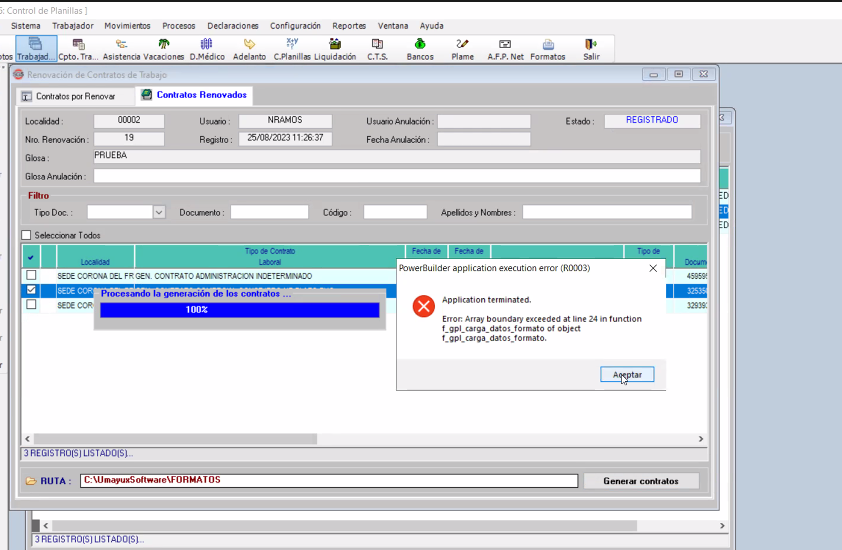 : Control de Planillas ]
Sistema Trabajador Movimientos Procesos Declaraciones Configuración Reportes Ventana Ayuda
Trabajad... Cpto. Tra... Asistencia Vacaciones D.Médico Adelanto C.Planillas Liquidación C.T.S. Bancos Plame A.F.P. Net Formatos Salir
Renovación de Contratos de Trabajo
Contratos por Renovar Contratos Renovados
Localidad : 00002 Usuario : NRAMOS Usuario Anulación : Estado : REGISTRADO
Nro. Renovación : 19 Registro : 25/08/2023 11:26:37 Fecha Anulación :
Glosa : PRUEBA
Glosa Anulación :
Filtro
Tipo Doc. : Documento : Código : Apellidos y Nombres :
Seleccionar Todos
Tipo de Contrato Fecha de Fecha de Tipo de
Localidad Laboral Docum
SEDE CORONA DEL FR GEN. CONTRATO ADMINISTRACION INDETERMINADO 459595
SEDE CORONA 325359
SEDE COR 329393
Procesando la generación de los contratos ...
100%
PowerBuilder application execution error (R0003)
Application terminated.
Error: Array boundary exceeded at line 24 in function
f_gpl_carga_datos_formato of object
f_gpl_carga_datos_formato.
Aceptar
3 REGISTRO(S) LISTADO(S)...
RUTA : C:\UmayuxSoftware\FORMATOS Generar contratos
3 REGISTRO(S) LISTADO(S)...
ED
ED
ED